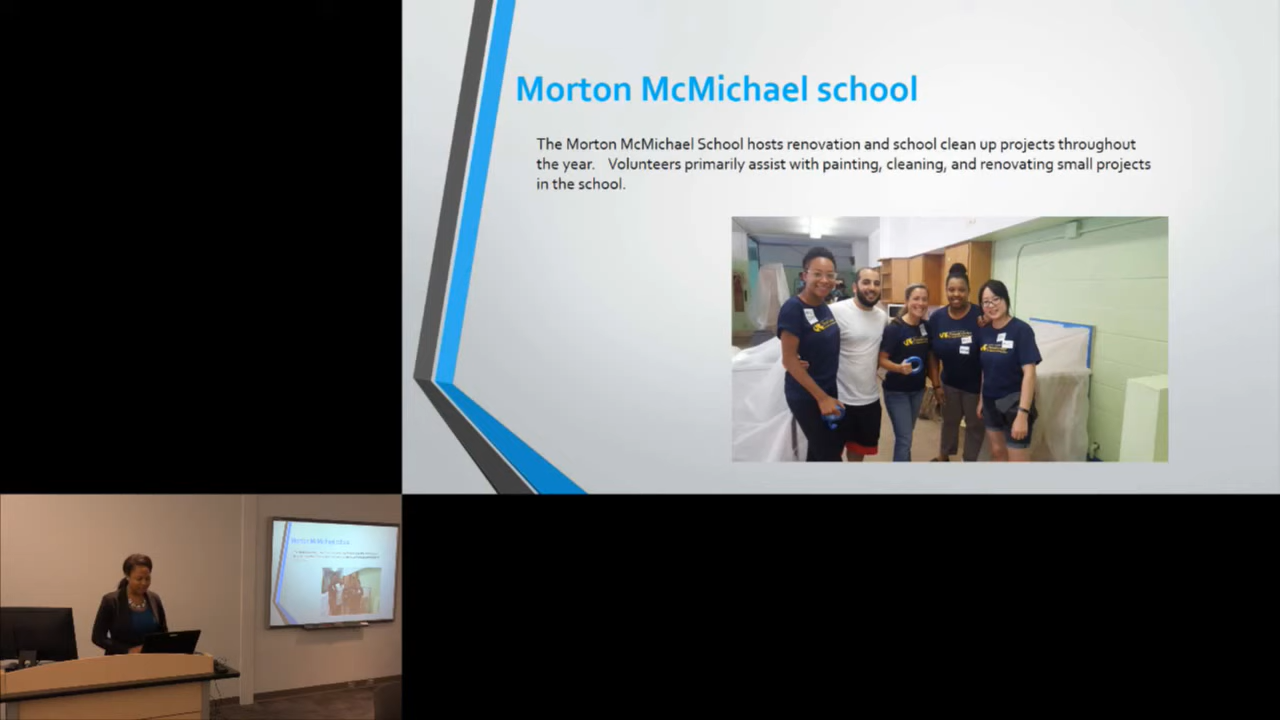 Morton McMichael school
The Morton McMichael School hosts renovation and school clean up projects throughout
the year. Volunteers primarily assist with painting, cleaning, and renovating small projects
in the school.